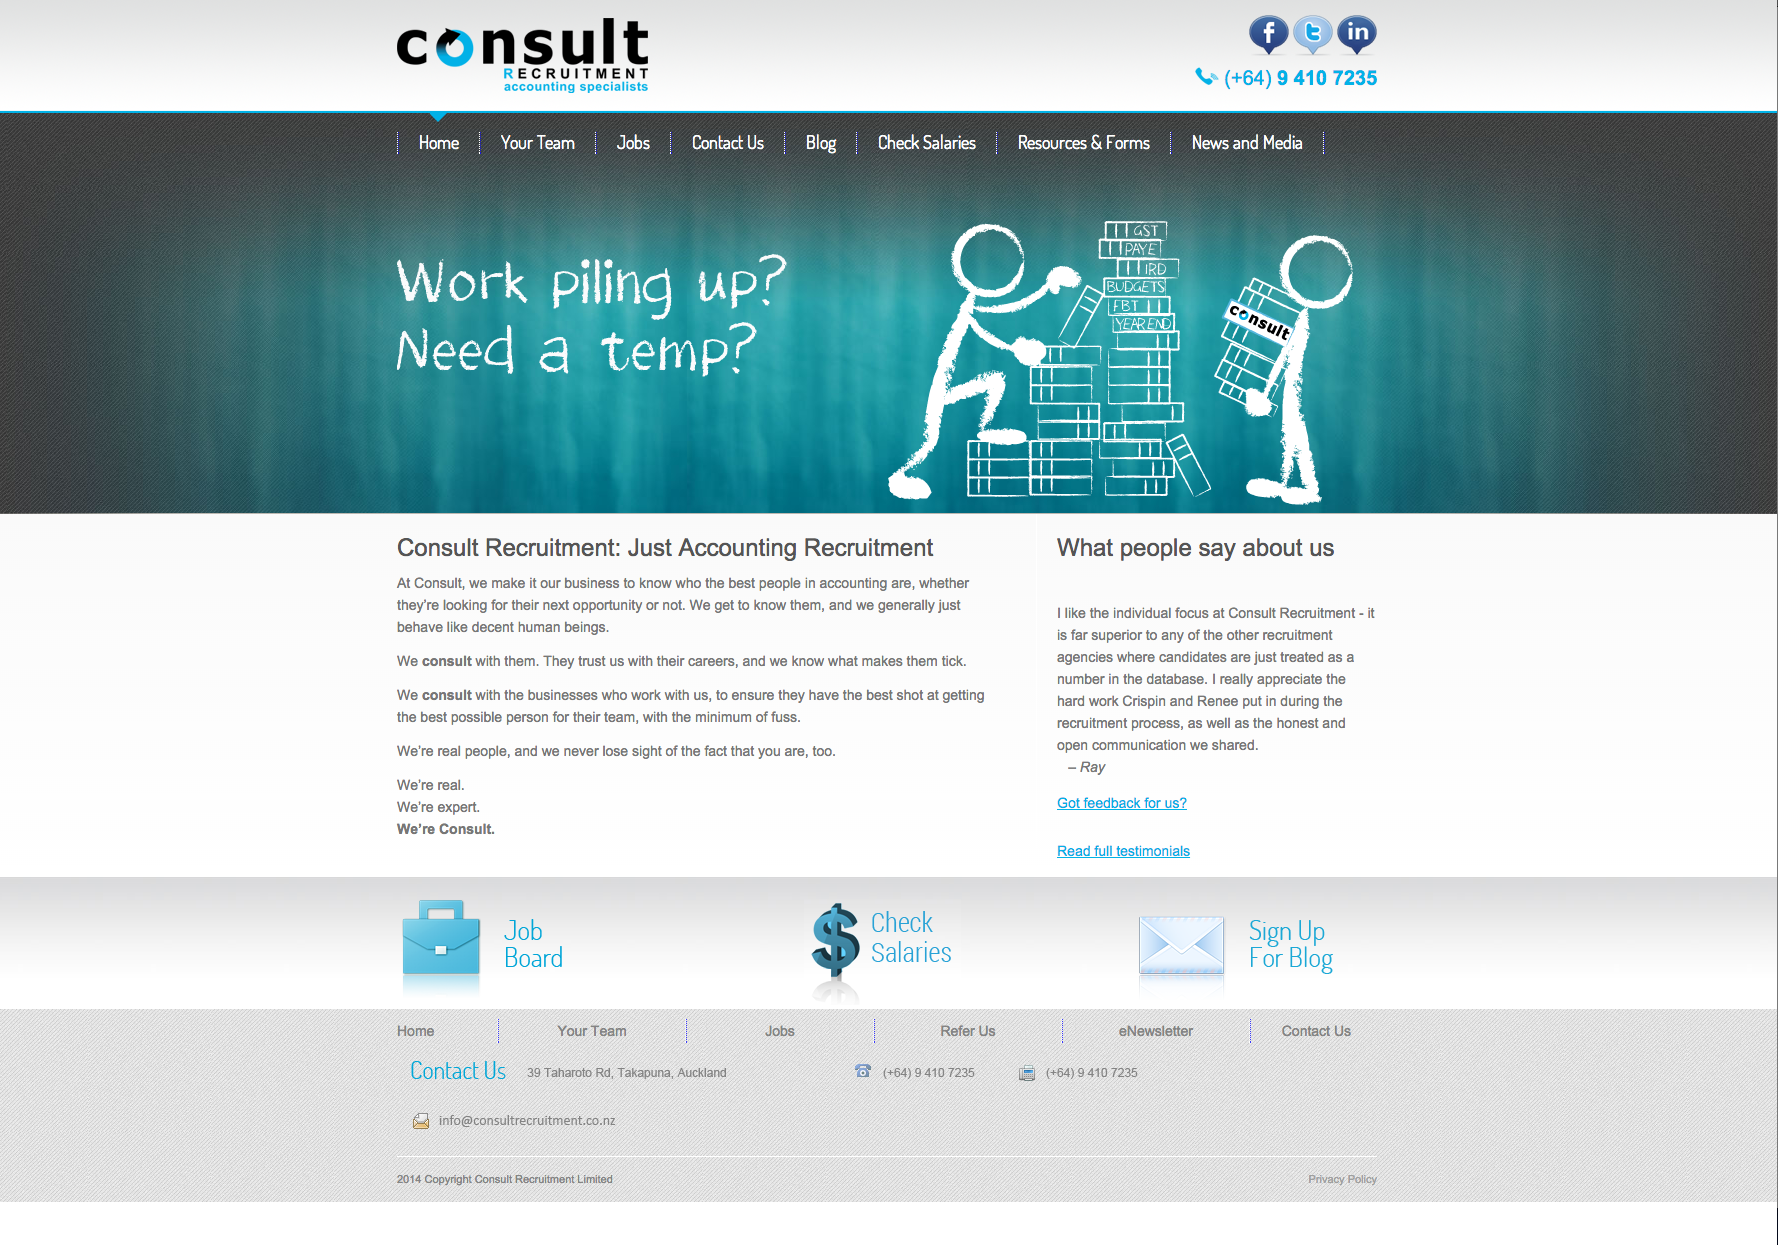 consult
RECRUITMENT
accounting specialists
f t in
(+64) 9 410 7235
Home Your Team Jobs Contact Us Blog Check Salaries Resources & Forms News and Media
Work piling up?
Need a temp?
GST
PAYE
IRD
BUDGETS
FBT
YEAR END
consult
Consult Recruitment: Just Accounting Recruitment
At Consult, we make it our business to know who the best people in accounting are, whether
they're looking for their next opportunity or not. We get to know them, and we generally just
behave like decent human beings.
We consult with them. They trust us with their careers, and we know what makes them tick.
We consult with the businesses who work with us, to ensure they have the best shot at getting
the best possible person for their team, with the minimum of fuss.
We're real people, and we never lose sight of the fact that you are, too.
We're real.
We're expert.
We're Consult.
What people say about us
I like the individual focus at Consult Recruitment - it
is far superior to any of the other recruitment
agencies where candidates are just treated as a
number in the database. I really appreciate the
hard work Crispin and Renee put in during the
recruitment process, as well as the honest and
open communication we shared.
– Ray
Got feedback for us?
Read full testimonials
Job
Board
Check
Salaries
Sign Up
For Blog
Home Your Team Jobs Refer Us eNewsletter Contact Us
Contact Us 39 Taharoto Rd, Takapuna, Auckland (+64) 9 410 7235 (+64) 9 410 7235
info@consultrecruitment.co.nz
2014 Copyright Consult Recruitment Limited Privacy Policy